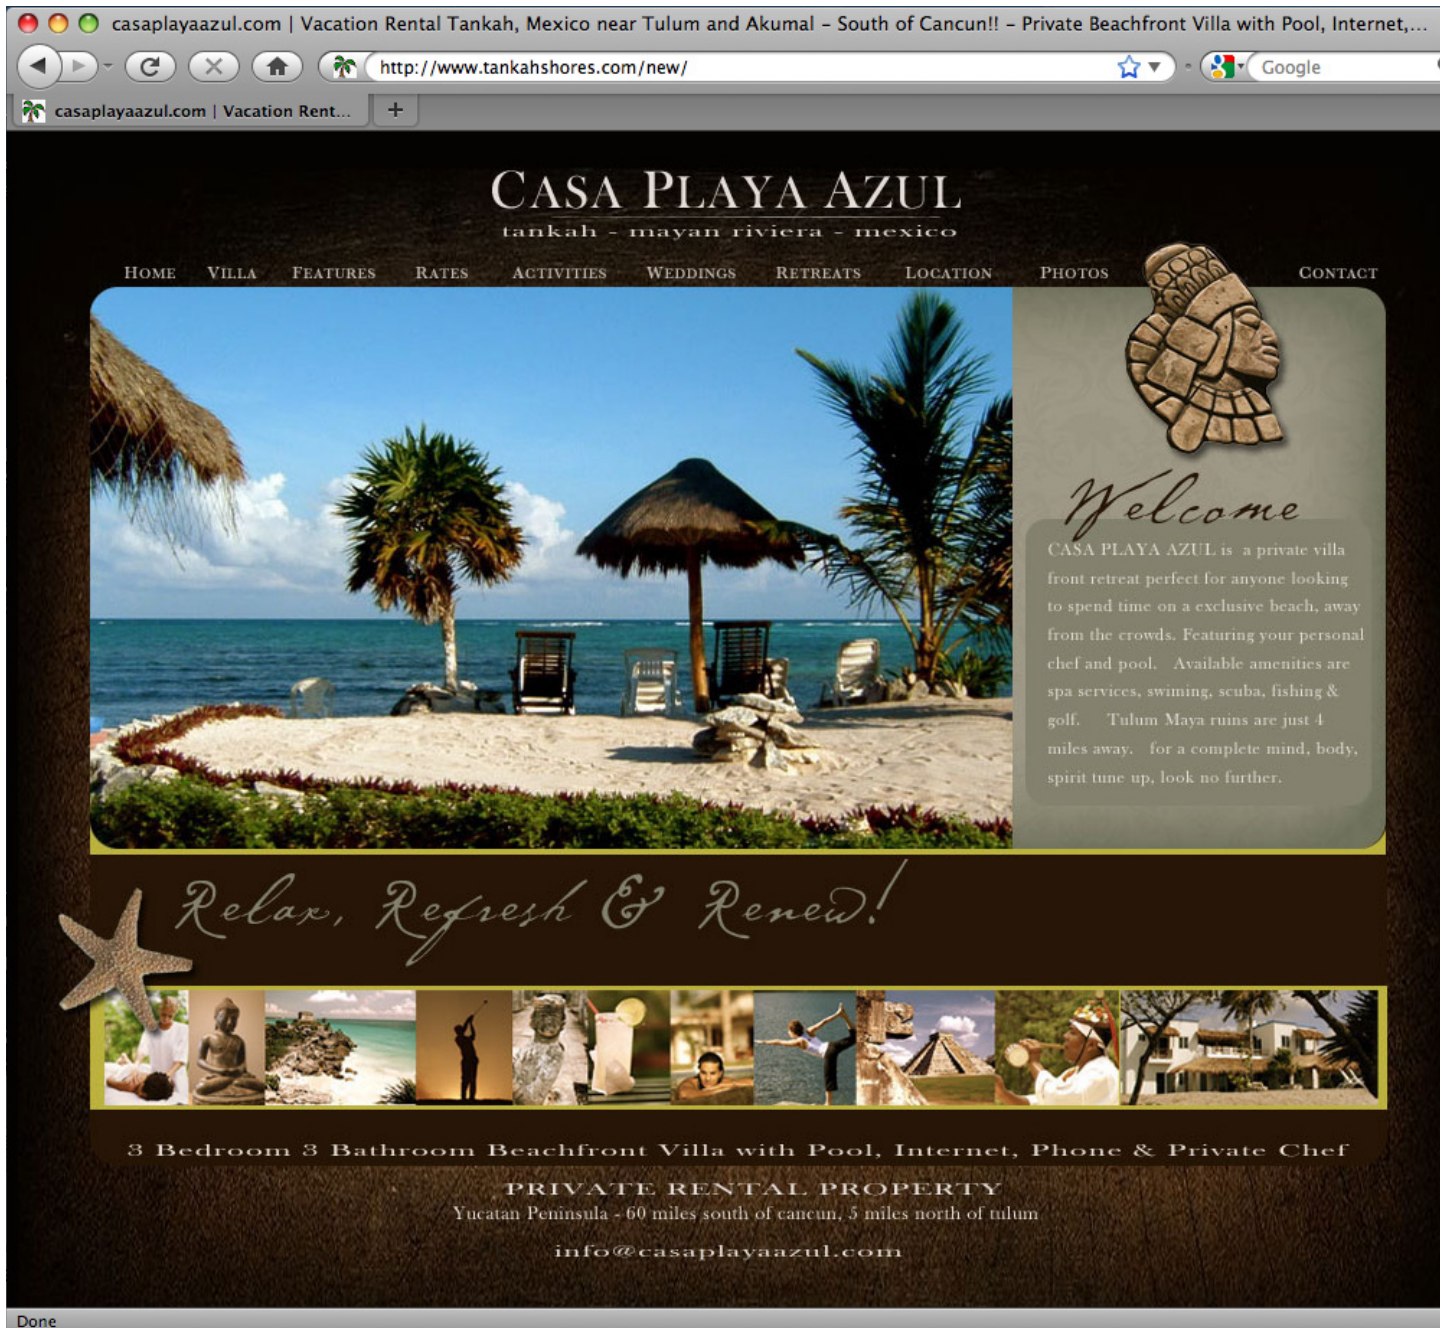 casaplayaazul.com | Vacation Rental Tankah, Mexico near Tulum and Akumal – South of Cancun!! – Private Beachfront Villa with Pool, Internet,...
http://www.tankahshores.com/new/
Google
casaplayaazul.com | Vacation Rent...
CASA PLAYA AZUL
tankah - mayan riviera - mexico
HOME VILLA FEATURES RATES ACTIVITIES WEDDINGS RETREATS LOCATION PHOTOS CONTACT
Welcome
CASA PLAYA AZUL is a private villa
front retreat perfect for anyone looking
to spend time on a exclusive beach, away
from the crowds. Featuring your personal
chef and pool. Available amenities are
spa services, swiming, scuba, fishing &
golf. Tulum Maya ruins are just 4
miles away. for a complete mind, body,
spirit tune up, look no further.
Relax, Refresh & Renew!
3 Bedroom 3 Bathroom Beachfront Villa with Pool, Internet, Phone & Private Chef
PRIVATE RENTAL PROPERTY
Yucatan Peninsula - 60 miles south of cancun, 5 miles north of tulum
info@casaplayaazul.com
Done